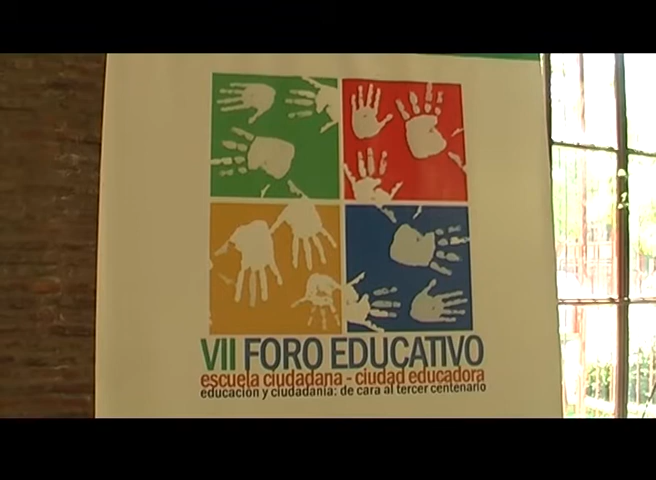 VII FORO EDUCATIVO
escuela ciudadana - ciudad educadora
educación y ciudadanía: de cara al tercer centenario